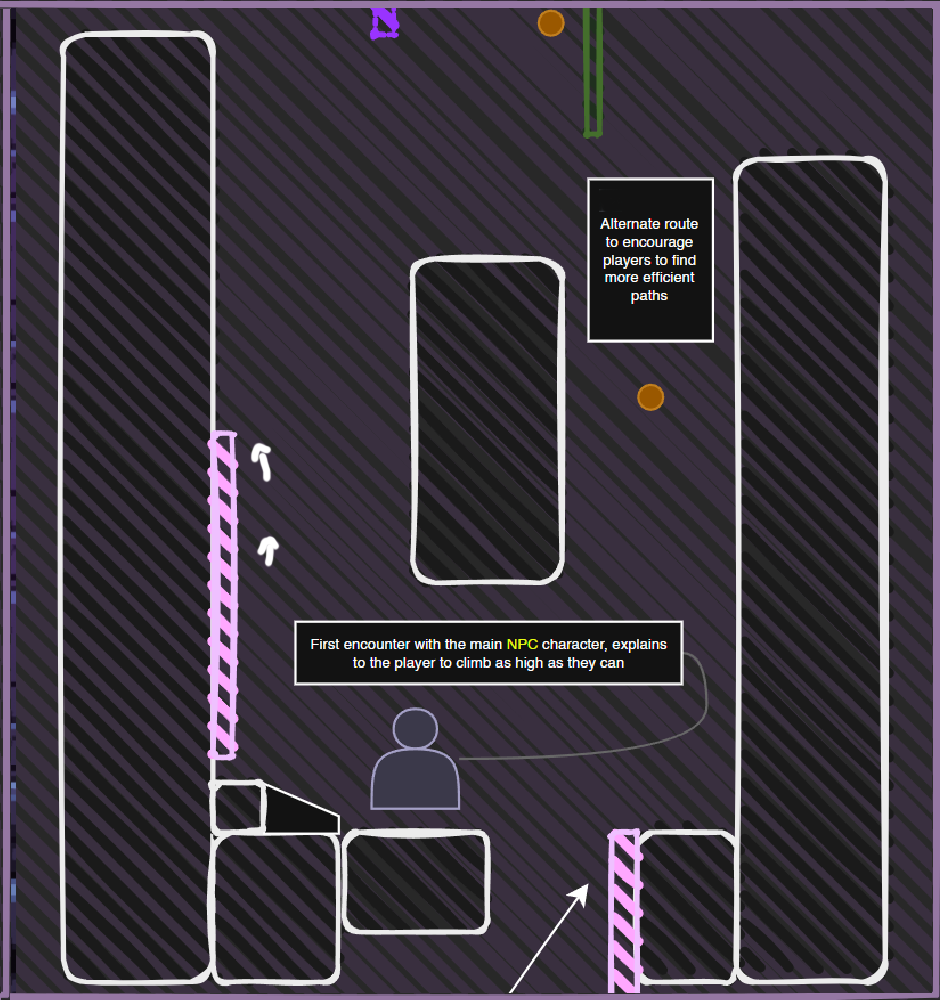 Alternate route
to encourage
players to find
more efficient
paths
First encounter with the main NPC character, explains
to the player to climb as high as they can